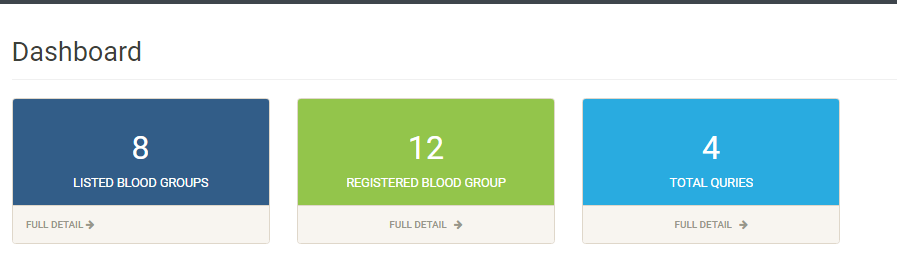 Dashboard
8
LISTED BLOOD GROUPS
FULL DETAIL
12
REGISTERED BLOOD GROUP
FULL DETAIL
4
TOTAL QURIES
FULL DETAIL